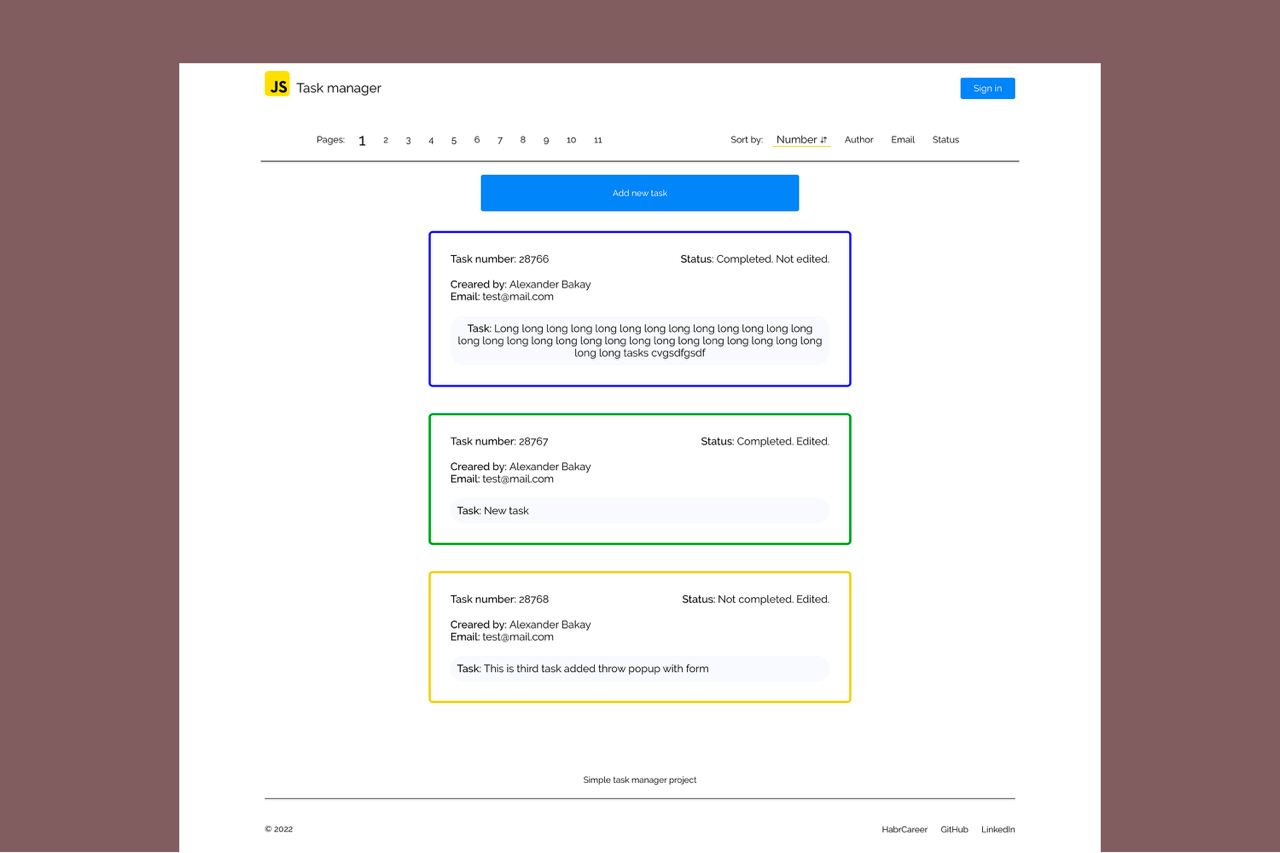 JS Task manager
Sign in
Pages: 1 2 3 4 5 6 7 8 9 10 11
Sort by: Number ⇵ Author Email Status
Add new task
Task number: 28766
Status: Completed. Not edited.
Creared by: Alexander Bakay
Email: test@mail.com
Task: Long long long long long long long long long long long long long
long long long long long long long long long long long long long long long
long long tasks cvgsdfgsdf
Task number: 28767
Status: Completed. Edited.
Creared by: Alexander Bakay
Email: test@mail.com
Task: New task
Task number: 28768
Status: Not completed. Edited.
Creared by: Alexander Bakay
Email: test@mail.com
Task: This is third task added throw popup with form
Simple task manager project
© 2022
HabrCareer GitHub LinkedIn